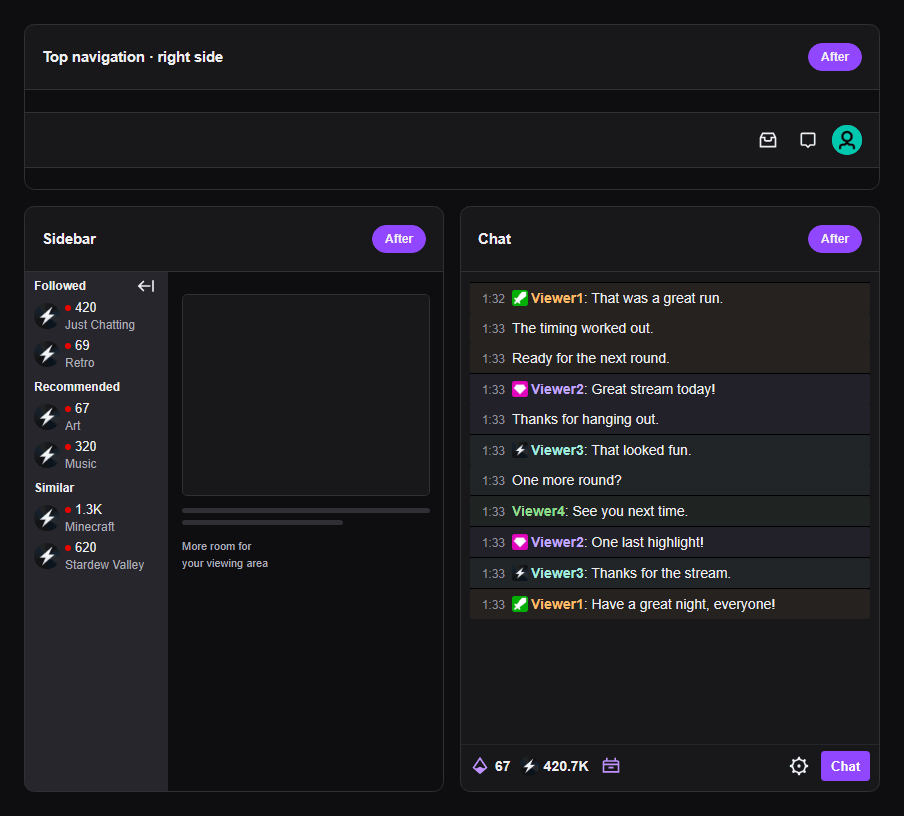 Top navigation · right side
After
Sidebar
After
Followed
420
Just Chatting
69
Retro
Recommended
67
Art
320
Music
Similar
1.3K
Minecraft
620
Stardew Valley
More room for
your viewing area
Chat
After
1:32 Viewer1: That was a great run.
1:33 The timing worked out.
1:33 Ready for the next round.
1:33 Viewer2: Great stream today!
1:33 Thanks for hanging out.
1:33 Viewer3: That looked fun.
1:33 One more round?
1:33 Viewer4: See you next time.
1:33 Viewer2: One last highlight!
1:33 Viewer3: Thanks for the stream.
1:33 Viewer1: Have a great night, everyone!
67 420.7K Chat